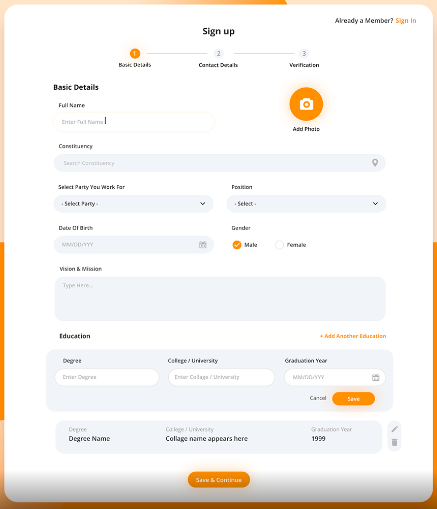 Already a Member? Sign In
Sign up
1 2 3
Basic Details Contact Details Verification
Basic Details
Full Name
Enter Full Name
Add Photo
Constituency
Search Constituency
Select Party You Work For Position
- Select Party - - Select -
Date Of Birth Gender
MM/DD/YYY Male Female
Vision & Mission
Type Here...
Education + Add Another Education
Degree College / University Graduation Year
Enter Degree Enter Collage / University MM/DD/YYY
Cancel Save
Degree College / University Graduation Year
Degree Name Collage name appears here 1999
Save & Continue